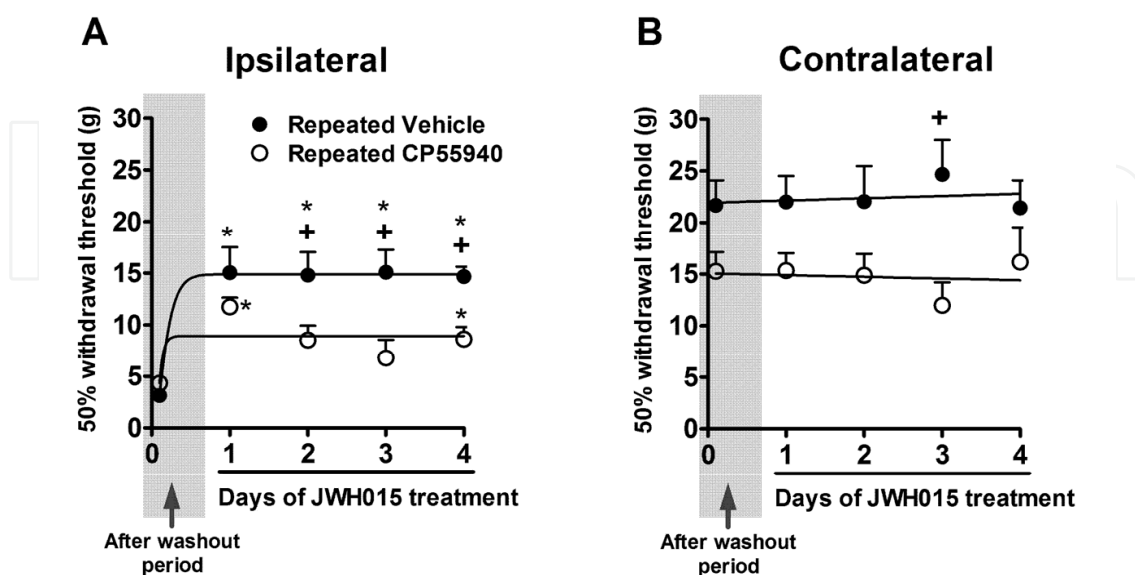 A
Ipsilateral
50% withdrawal threshold (g)
30
25
20
15
10
5
0
Repeated Vehicle
Repeated CP55940
*
*
+
*
+
*
+
*
*
0
1
2
3
4
Days of JWH015 treatment
After washout
period
B
Contralateral
50% withdrawal threshold (g)
30
25
20
15
10
5
0
+
0
1
2
3
4
Days of JWH015 treatment
After washout
period